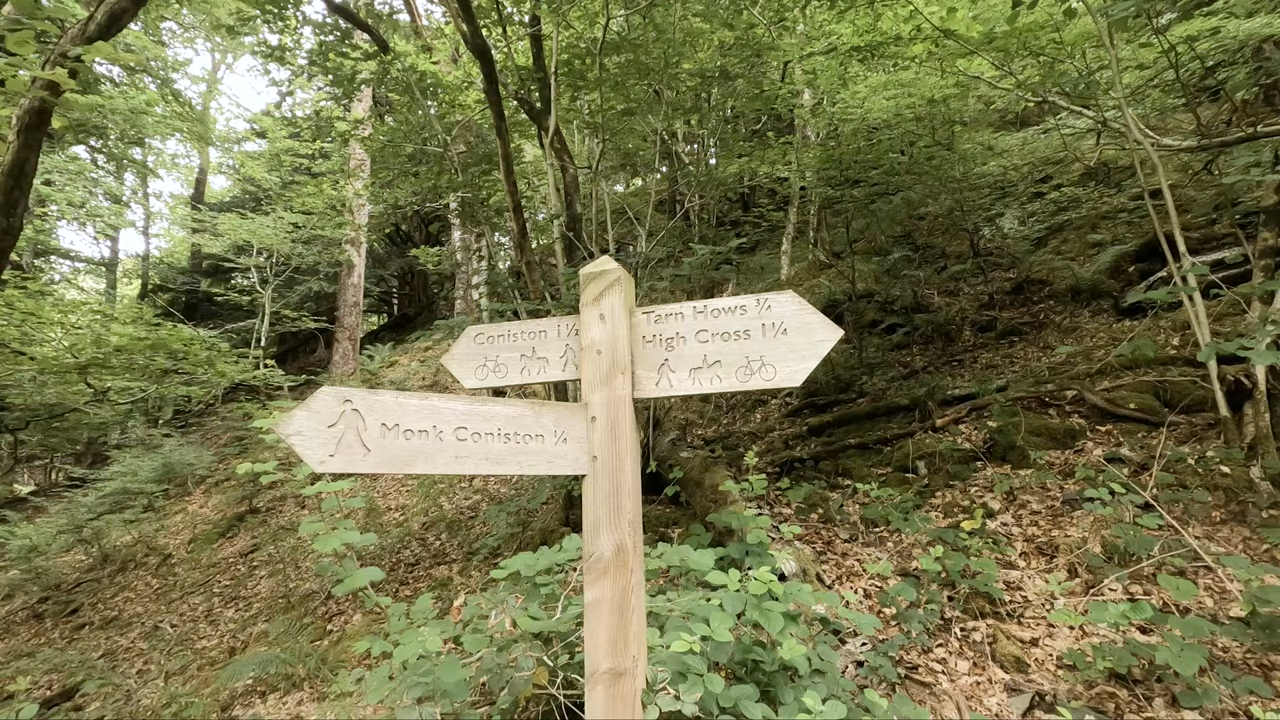 Coniston 1½
Tarn Hows ¾
High Cross 1¼
Monk Coniston ¼